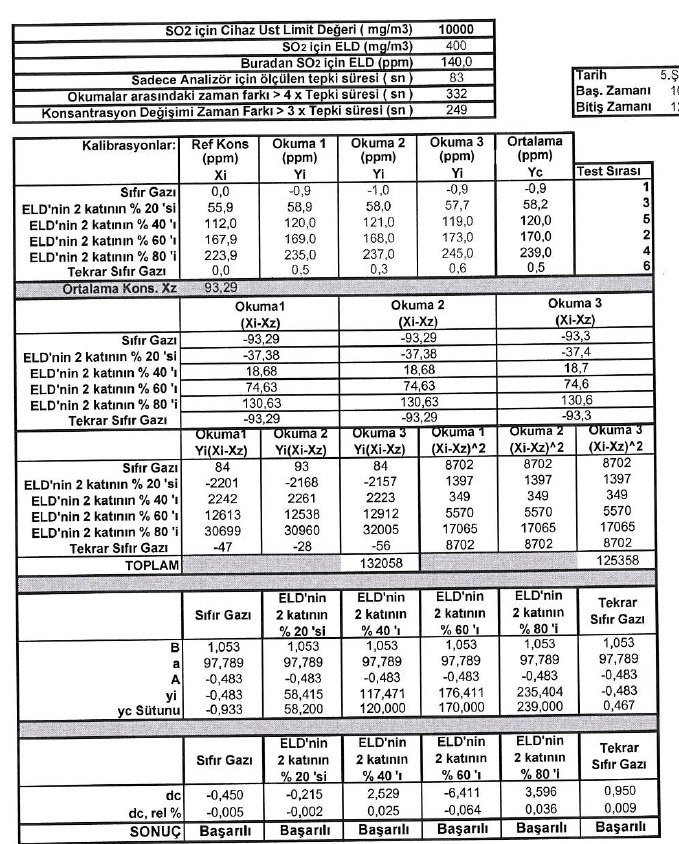 SO2 için Cihaz Ust Limit Değeri ( mg/m3) 10000
SO2 için ELD (mg/m3) 400
Buradan SO2 için ELD (ppm) 140,0
Sadece Analizör için ölçülen tepki süresi ( sn ) 83
Okumalar arasındaki zaman farkı > 4 x Tepki süresi ( sn ) 332
Konsantrasyon Değişimi Zaman Farkı > 3 x Tepki süresi (sn ) 249
Tarih 5.Ş
Baş. Zamanı
Bitiş Zamanı
Kalibrasyonlar: Ref Kons Okuma 1 Okuma 2 Okuma 3 Ortalama
(ppm) (ppm) (ppm) (ppm) (ppm)
Xi Yi Yi Yi Yc Test Sırası
Sıfır Gazı 0,0 -0,9 -1,0 -0,9 -0,9 1
ELD'nin 2 katının % 20 'si 55,9 58,9 58,0 57,7 58,2 3
ELD'nin 2 katının % 40 'ı 112,0 120,0 121,0 119,0 120,0 5
ELD'nin 2 katının % 60 'ı 167,9 169,0 168,0 173,0 170,0 2
ELD'nin 2 katının % 80 'i 223,9 235,0 237,0 245,0 239,0 4
Tekrar Sıfır Gazı 0,0 0,5 0,3 0,6 0,5 6
Ortalama Kons. Xz 93,29
Okuma1 Okuma 2 Okuma 3
(Xi-Xz) (Xi-Xz) (Xi-Xz)
Sıfır Gazı -93,29 -93,29 -93,3
ELD'nin 2 katının % 20 'si -37,38 -37,38 -37,4
ELD'nin 2 katının % 40 'ı 18,68 18,68 18,7
ELD'nin 2 katının % 60 'ı 74,63 74,63 74,6
ELD'nin 2 katının % 80 'i 130,63 130,63 130,6
Tekrar Sıfır Gazı -93,29 -93,29 -93,3
Okuma1 Okuma 2 Okuma 3 Okuma 1 Okuma 2 Okuma 3
Yi(Xi-Xz) Yi(Xi-Xz) Yi(Xi-Xz) (Xi-Xz)^2 (Xi-Xz)^2 (Xi-Xz)^2
Sıfır Gazı 84 93 84 8702 8702 8702
ELD'nin 2 katının % 20 'si -2201 -2168 -2157 1397 1397 1397
ELD'nin 2 katının % 40 'ı 2242 2261 2223 349 349 349
ELD'nin 2 katının % 60 'ı 12613 12538 12912 5570 5570 5570
ELD'nin 2 katının % 80 'i 30699 30960 32005 17065 17065 17065
Tekrar Sıfır Gazı -47 -28 -56 8702 8702 8702
TOPLAM 132058 125358
ELD'nin ELD'nin ELD'nin ELD'nin Tekrar
Sıfır Gazı 2 katının 2 katının 2 katının 2 katının Sıfır Gazı
% 20 'si % 40 'ı % 60 'ı % 80 'i
B 1,053 1,053 1,053 1,053 1,053 1,053
a 97,789 97,789 97,789 97,789 97,789 97,789
A -0,483 -0,483 -0,483 -0,483 -0,483 -0,483
yi -0,483 58,415 117,471 176,411 235,404 -0,483
yc Sütunu -0,933 58,200 120,000 170,000 239,000 0,467
ELD'nin ELD'nin ELD'nin ELD'nin Tekrar
Sıfır Gazı 2 katının 2 katının 2 katının 2 katının Sıfır Gazı
% 20 'si % 40 'ı % 60 'ı % 80 'i
dc -0,450 -0,215 2,529 -6,411 3,596 0,950
dc, rel % -0,005 -0,002 0,025 -0,064 0,036 0,009
SONUÇ Başarılı Başarılı Başarılı Başarılı Başarılı Başarılı